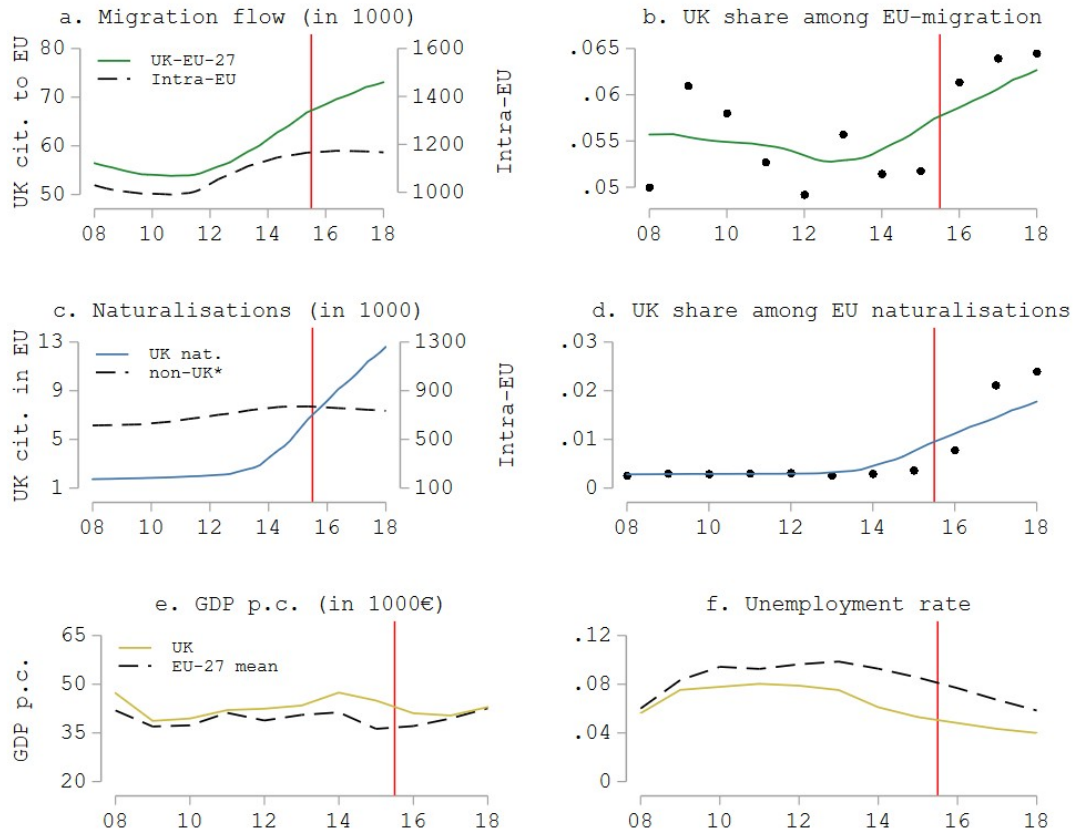 a. Migration flow (in 1000)
UK cit. to EU
80
70
60
50
UK-EU-27
Intra-EU
1600
1400
1200
1000
Intra-EU
08 10 12 14 16 18
b. UK share among EU-migration
.065
.06
.055
.05
08 10 12 14 16 18
c. Naturalisations (in 1000)
UK cit. in EU
13
9
5
1
UK nat.
non-UK*
1300
900
500
100
Intra-EU
08 10 12 14 16 18
d. UK share among EU naturalisations
.03
.02
.01
0
08 10 12 14 16 18
e. GDP p.c. (in 1000€)
GDP p.c.
65
50
35
20
UK
EU-27 mean
08 10 12 14 16 18
f. Unemployment rate
.12
.08
.04
0
08 10 12 14 16 18